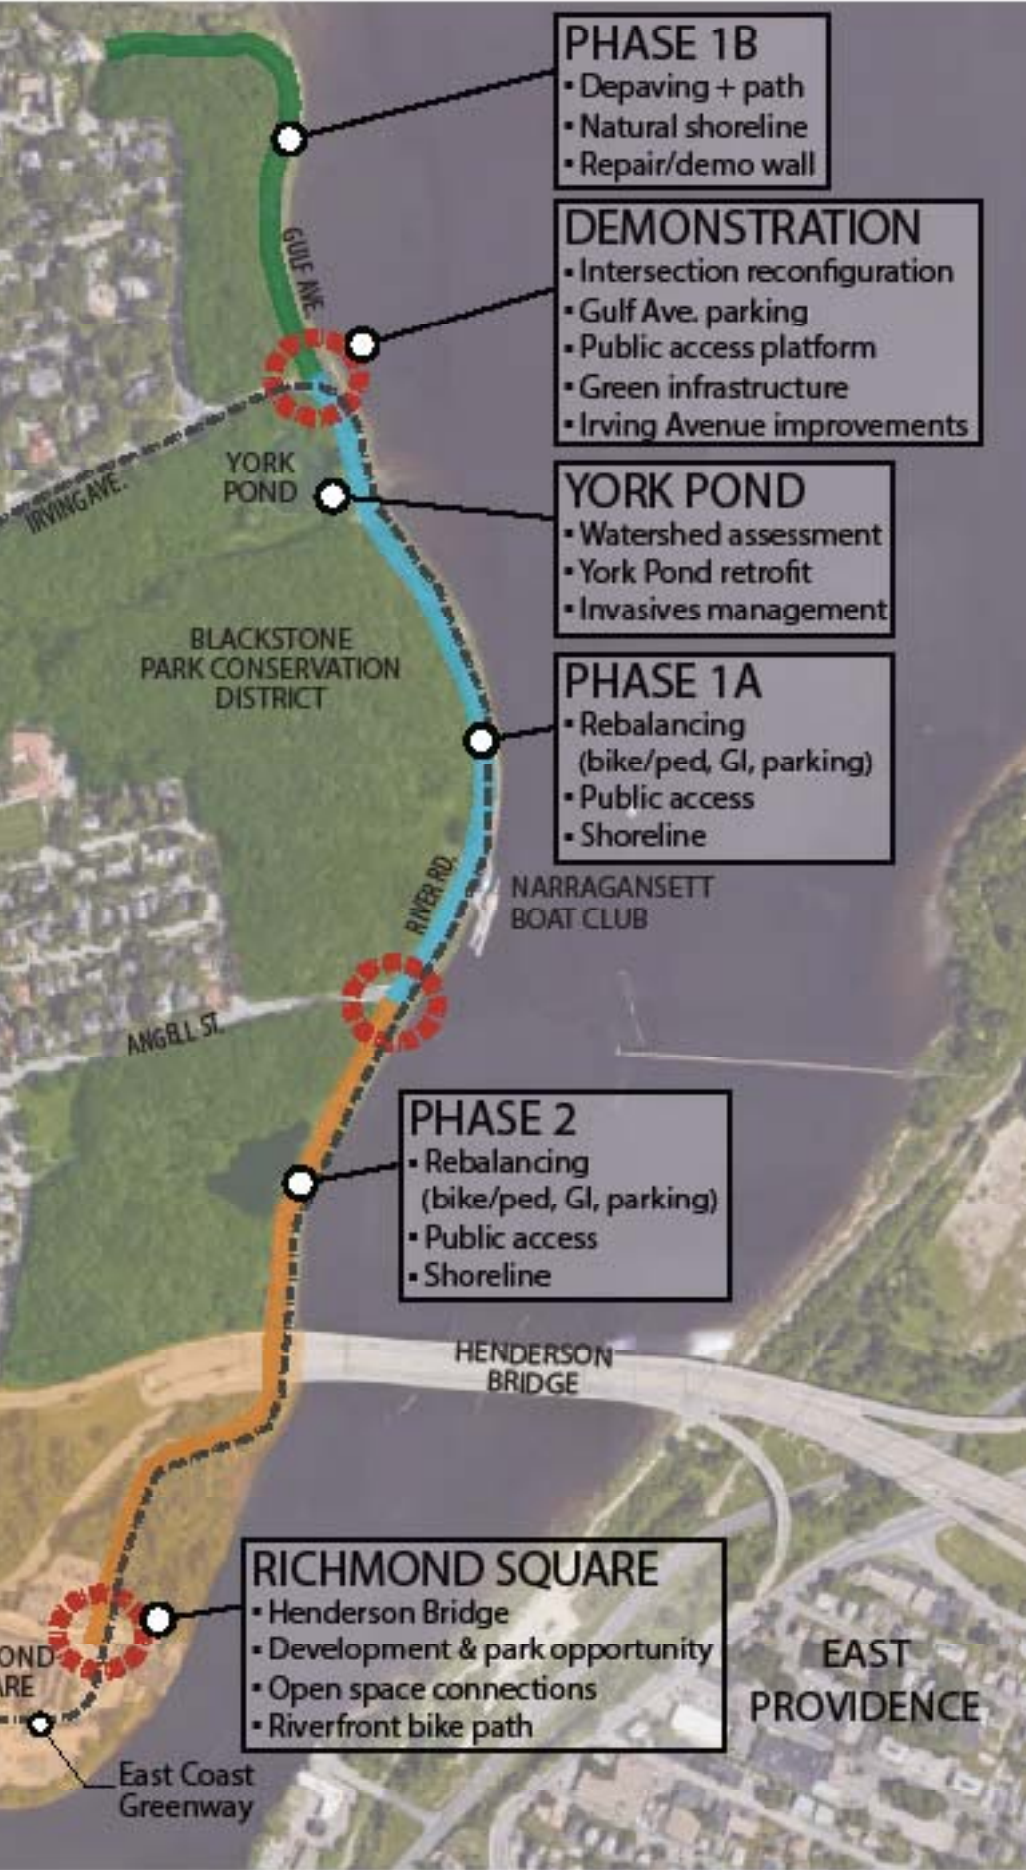 PHASE 1B
▪ Depaving + path
▪ Natural shoreline
▪ Repair/demo wall
GULF AVE.
DEMONSTRATION
▪ Intersection reconfiguration
▪ Gulf Ave. parking
▪ Public access platform
▪ Green infrastructure
▪ Irving Avenue improvements
IRVING AVE.
YORK
POND
YORK POND
▪ Watershed assessment
▪ York Pond retrofit
▪ Invasives management
BLACKSTONE
PARK CONSERVATION
DISTRICT
PHASE 1A
▪ Rebalancing
(bike/ped, GI, parking)
▪ Public access
▪ Shoreline
RIVER RD.
NARRAGANSETT
BOAT CLUB
ANGELL ST.
PHASE 2
▪ Rebalancing
(bike/ped, GI, parking)
▪ Public access
▪ Shoreline
HENDERSON
BRIDGE
RICHMOND SQUARE
▪ Henderson Bridge
▪ Development & park opportunity
▪ Open space connections
▪ Riverfront bike path
OND
ARE
EAST
PROVIDENCE
East Coast
Greenway